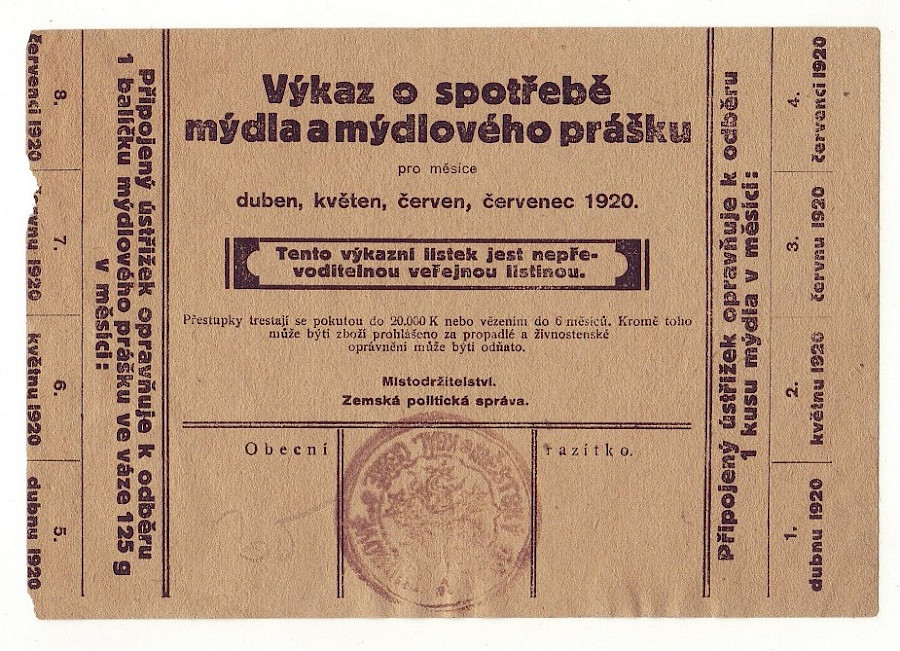 Výkaz o spotřebě
mýdla a mýdlového prášku
pro měsíce
duben, květen, červen, červenec 1920.
Tento výkazní lístek jest nepře-
voditelnou veřejnou listinou.
Přestupky trestají se pokutou do 20.000 K nebo vězením do 6 měsíců. Kromě toho
může býti zboží prohlášeno za propadlé a živnostenské
oprávnění může býti odňato.
Místodržitelství.
Zemská politická správa.
Obecní razítko.
Připojený ústřižek opravňuje k odběru
1 balíčku mýdlového prášku ve váze 125 g
v měsíci:
8.
červenci 1920
7.
červnu 1920
6.
květnu 1920
5.
dubnu 1920
Připojený ústřižek opravňuje k odběru
1 kusu mýdla v měsíci:
4.
červenci 1920
3.
červnu 1920
2.
květnu 1920
1.
dubnu 1920